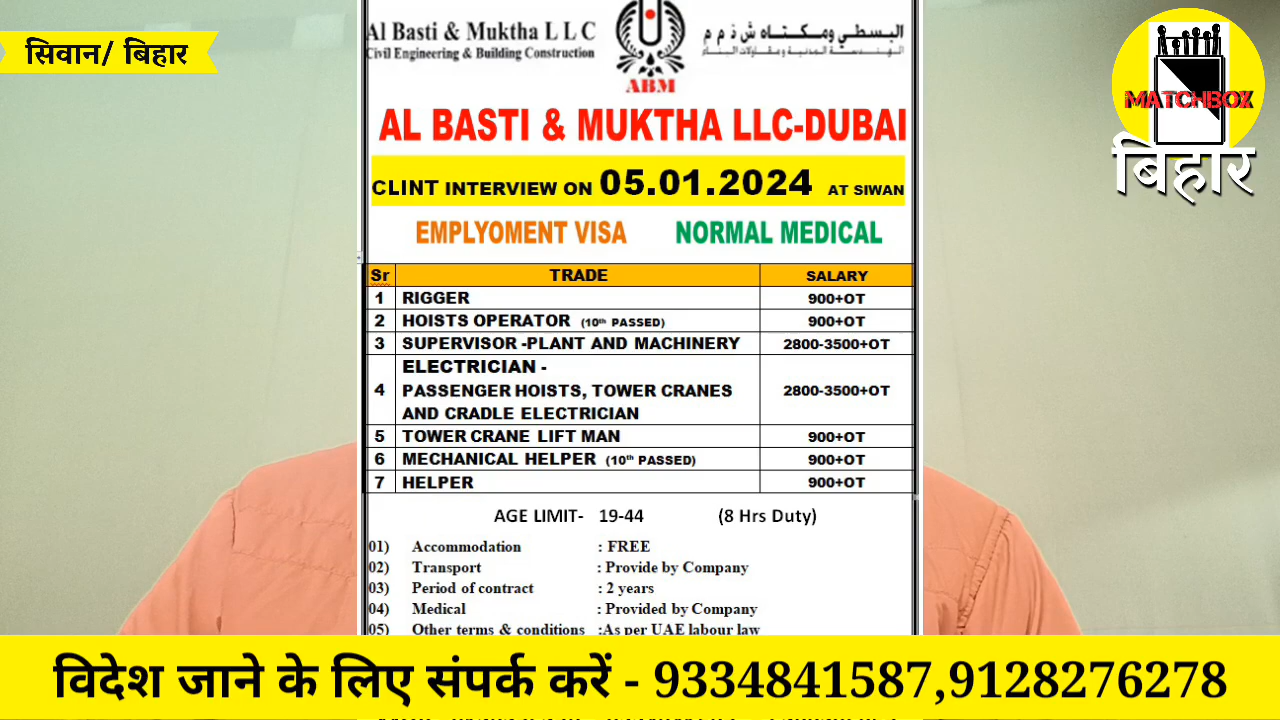 सिवान/ बिहार
Al Basti & Muktha L L C
Civil Engineering & Building Construction
ABM
البسطي ومكتاه ش ذ م م
الهندسة المدنية و مقاولات البناء
MATCHBOX
बिहार
AL BASTI & MUKTHA LLC-DUBAI
CLINT INTERVIEW ON 05.01.2024 AT SIWAN
EMPLYOMENT VISA NORMAL MEDICAL
Sr TRADE SALARY
1 RIGGER 900+OT
2 HOISTS OPERATOR (10th PASSED) 900+OT
3 SUPERVISOR -PLANT AND MACHINERY 2800-3500+OT
4 ELECTRICIAN -
PASSENGER HOISTS, TOWER CRANES 2800-3500+OT
AND CRADLE ELECTRICIAN
5 TOWER CRANE LIFT MAN 900+OT
6 MECHANICAL HELPER (10th PASSED) 900+OT
7 HELPER 900+OT
AGE LIMIT- 19-44 (8 Hrs Duty)
01) Accommodation : FREE
02) Transport : Provide by Company
03) Period of contract : 2 years
04) Medical : Provided by Company
05) Other terms & conditions :As per UAE labour law
विदेश जाने के लिए संपर्क करें - 9334841587,9128276278